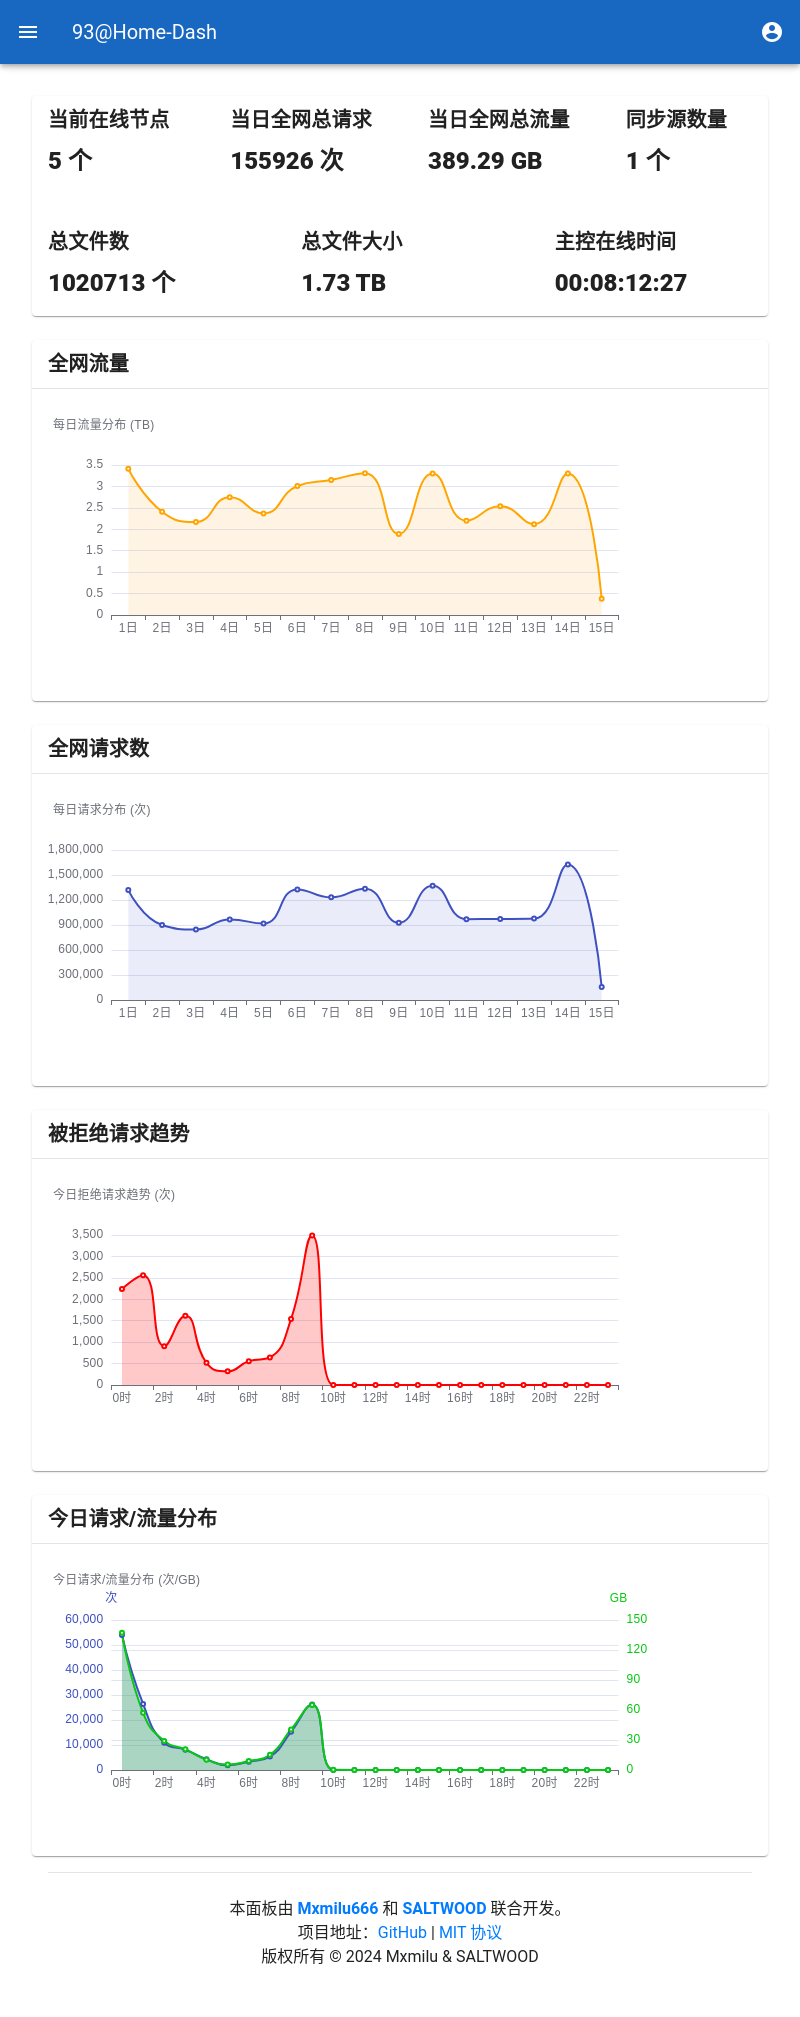 93@Home-Dash
当前在线节点 当日全网总请求 当日全网总流量 同步源数量
5 个 155926 次 389.29 GB 1 个
总文件数 总文件大小 主控在线时间
1020713 个 1.73 TB 00:08:12:27
全网流量
每日流量分布 (TB)
3.5
3
2.5
2
1.5
1
0.5
0
1日 2日 3日 4日 5日 6日 7日 8日 9日 10日 11日 12日 13日 14日 15日
全网请求数
每日请求分布 (次)
1,800,000
1,500,000
1,200,000
900,000
600,000
300,000
0
1日 2日 3日 4日 5日 6日 7日 8日 9日 10日 11日 12日 13日 14日 15日
被拒绝请求趋势
今日拒绝请求趋势 (次)
3,500
3,000
2,500
2,000
1,500
1,000
500
0
0时 2时 4时 6时 8时 10时 12时 14时 16时 18时 20时 22时
今日请求/流量分布
今日请求/流量分布 (次/GB)
次 GB
60,000 150
50,000 120
40,000 90
30,000 60
20,000 30
10,000
0 0
0时 2时 4时 6时 8时 10时 12时 14时 16时 18时 20时 22时
本面板由 Mxmilu666 和 SALTWOOD 联合开发。
项目地址：GitHub | MIT 协议
版权所有 © 2024 Mxmilu & SALTWOOD